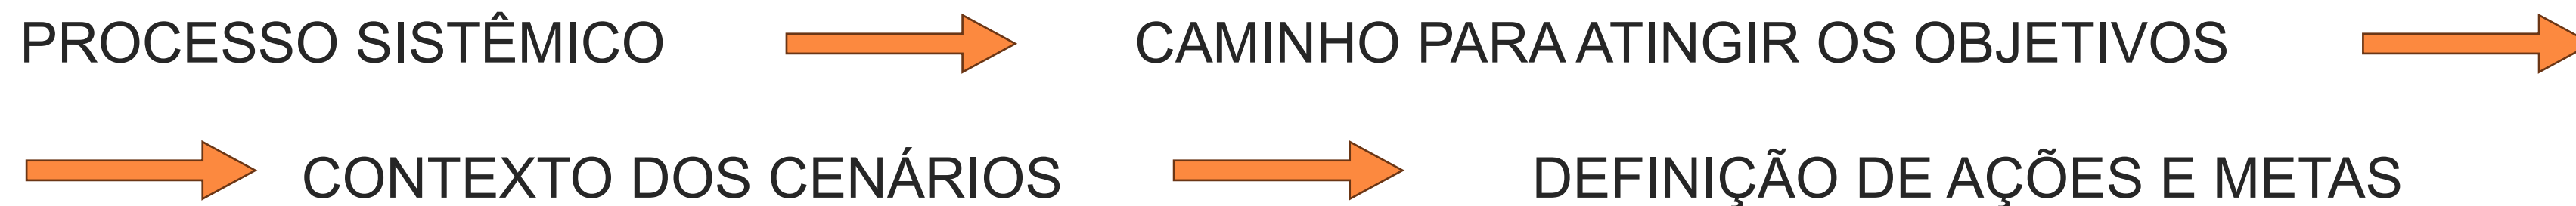 PROCESSO SISTÊMICO CAMINHO PARA ATINGIR OS OBJETIVOS
CONTEXTO DOS CENÁRIOS DEFINIÇÃO DE AÇÕES E METAS